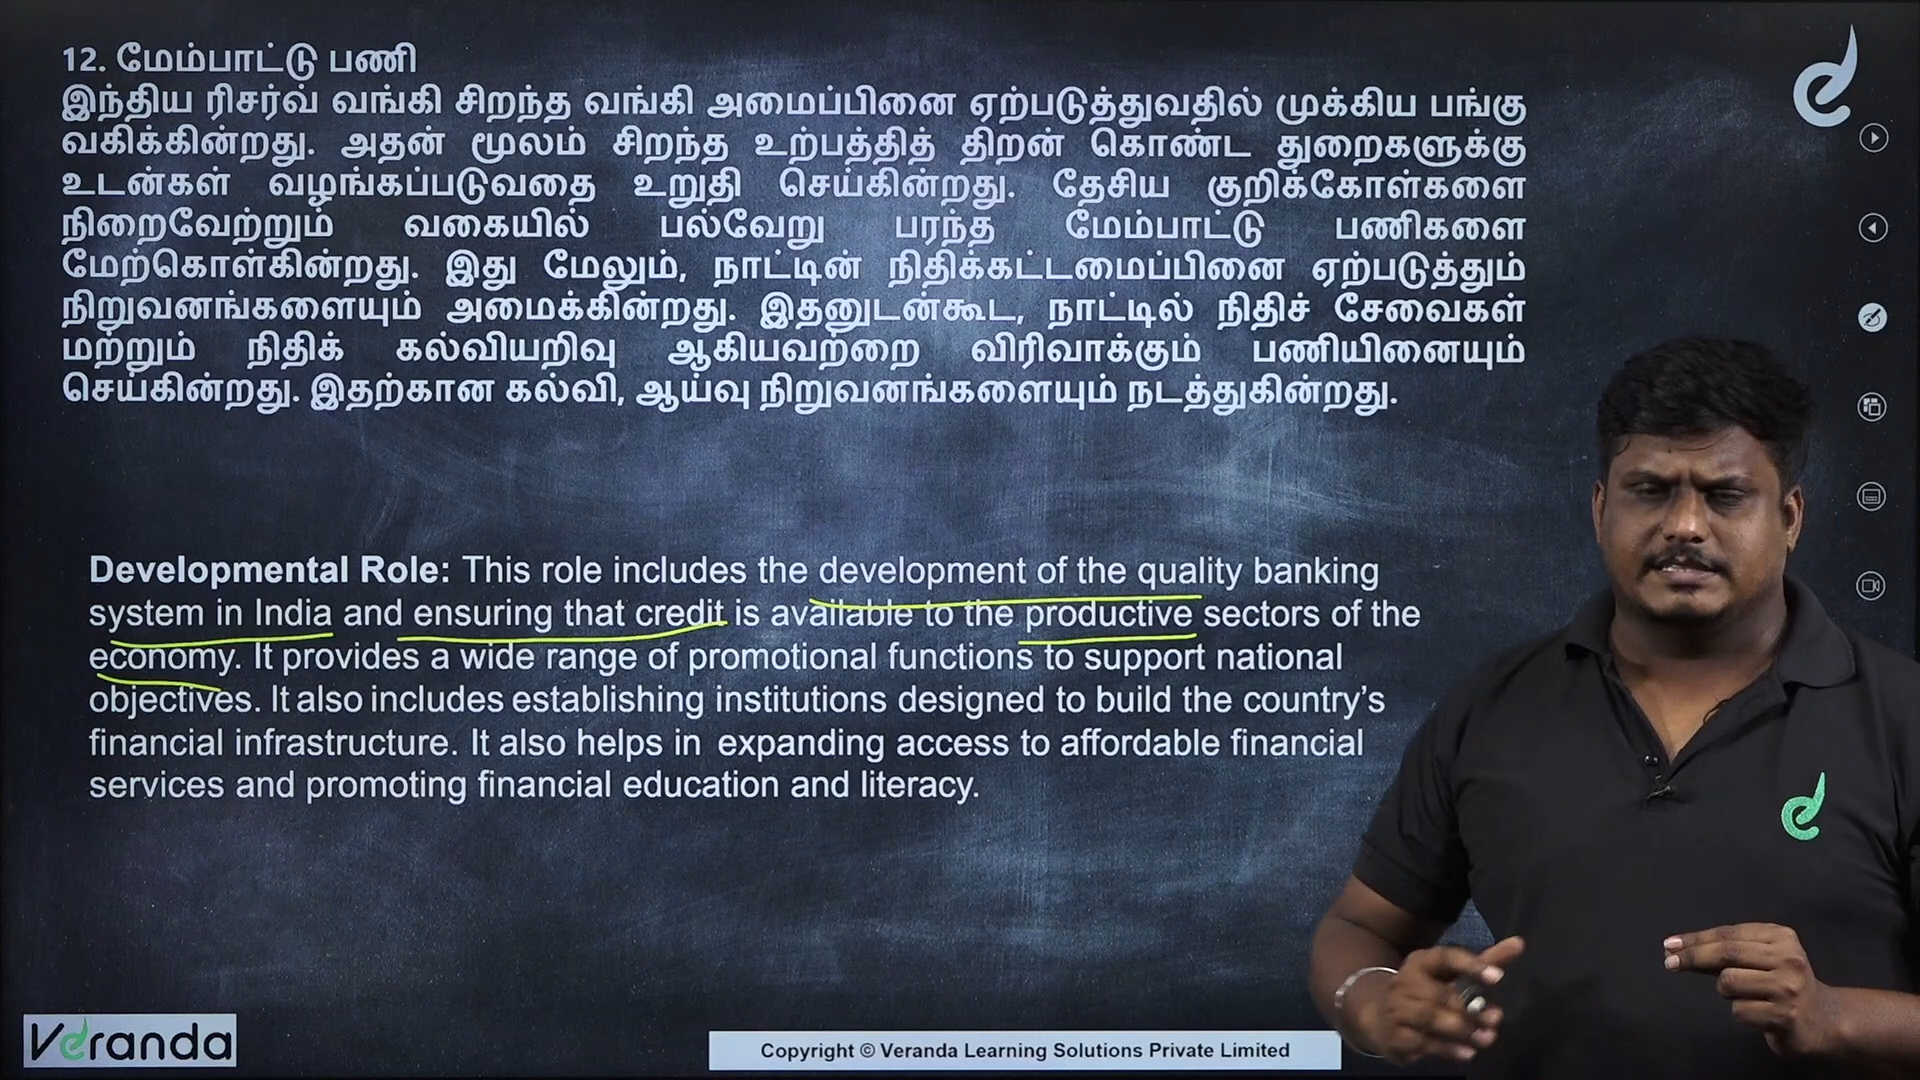 12. மேம்பாட்டு பணி
இந்திய ரிசர்வ் வங்கி சிறந்த வங்கி அமைப்பினை ஏற்படுத்துவதில் முக்கிய பங்கு
வகிக்கின்றது. அதன் மூலம் சிறந்த உற்பத்தித் திறன் கொண்ட துறைகளுக்கு
உடன்கள் வழங்கப்படுவதை உறுதி செய்கின்றது. தேசிய குறிக்கோள்களை
நிறைவேற்றும் வகையில் பல்வேறு பரந்த மேம்பாட்டு பணிகளை
மேற்கொள்கின்றது. இது மேலும், நாட்டின் நிதிக்கட்டமைப்பினை ஏற்படுத்தும்
நிறுவனங்களையும் அமைக்கின்றது. இதனுடன்கூட, நாட்டில் நிதிச் சேவைகள்
மற்றும் நிதிக் கல்வியறிவு ஆகியவற்றை விரிவாக்கும் பணியினையும்
செய்கின்றது. இதற்கான கல்வி, ஆய்வு நிறுவனங்களையும் நடத்துகின்றது.
Developmental Role: This role includes the development of the quality banking
system in India and ensuring that credit is available to the productive sectors of the
economy. It provides a wide range of promotional functions to support national
objectives. It also includes establishing institutions designed to build the country’s
financial infrastructure. It also helps in expanding access to affordable financial
services and promoting financial education and literacy.
Veranda
Copyright © Veranda Learning Solutions Private Limited